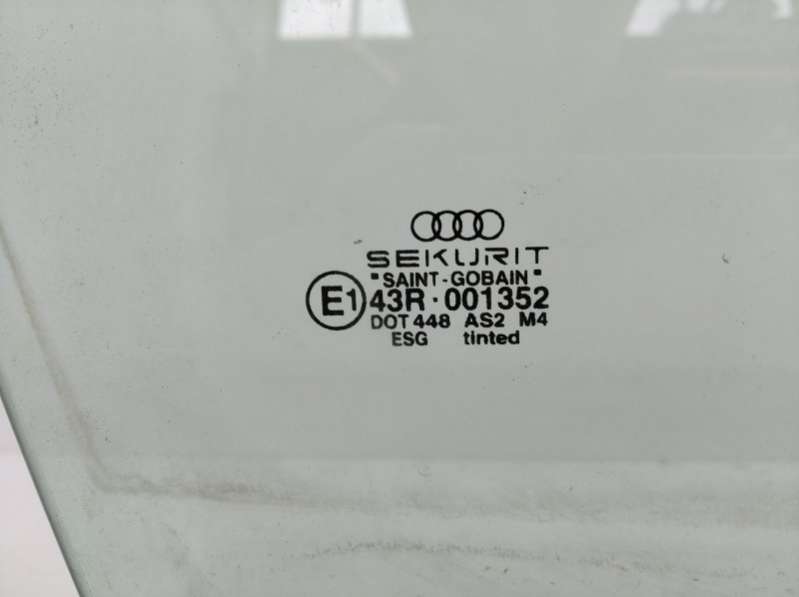 SEKURIT
"SAINT-GOBAIN"
E1 43R·001352
DOT 448 AS2 M4
ESG tinted